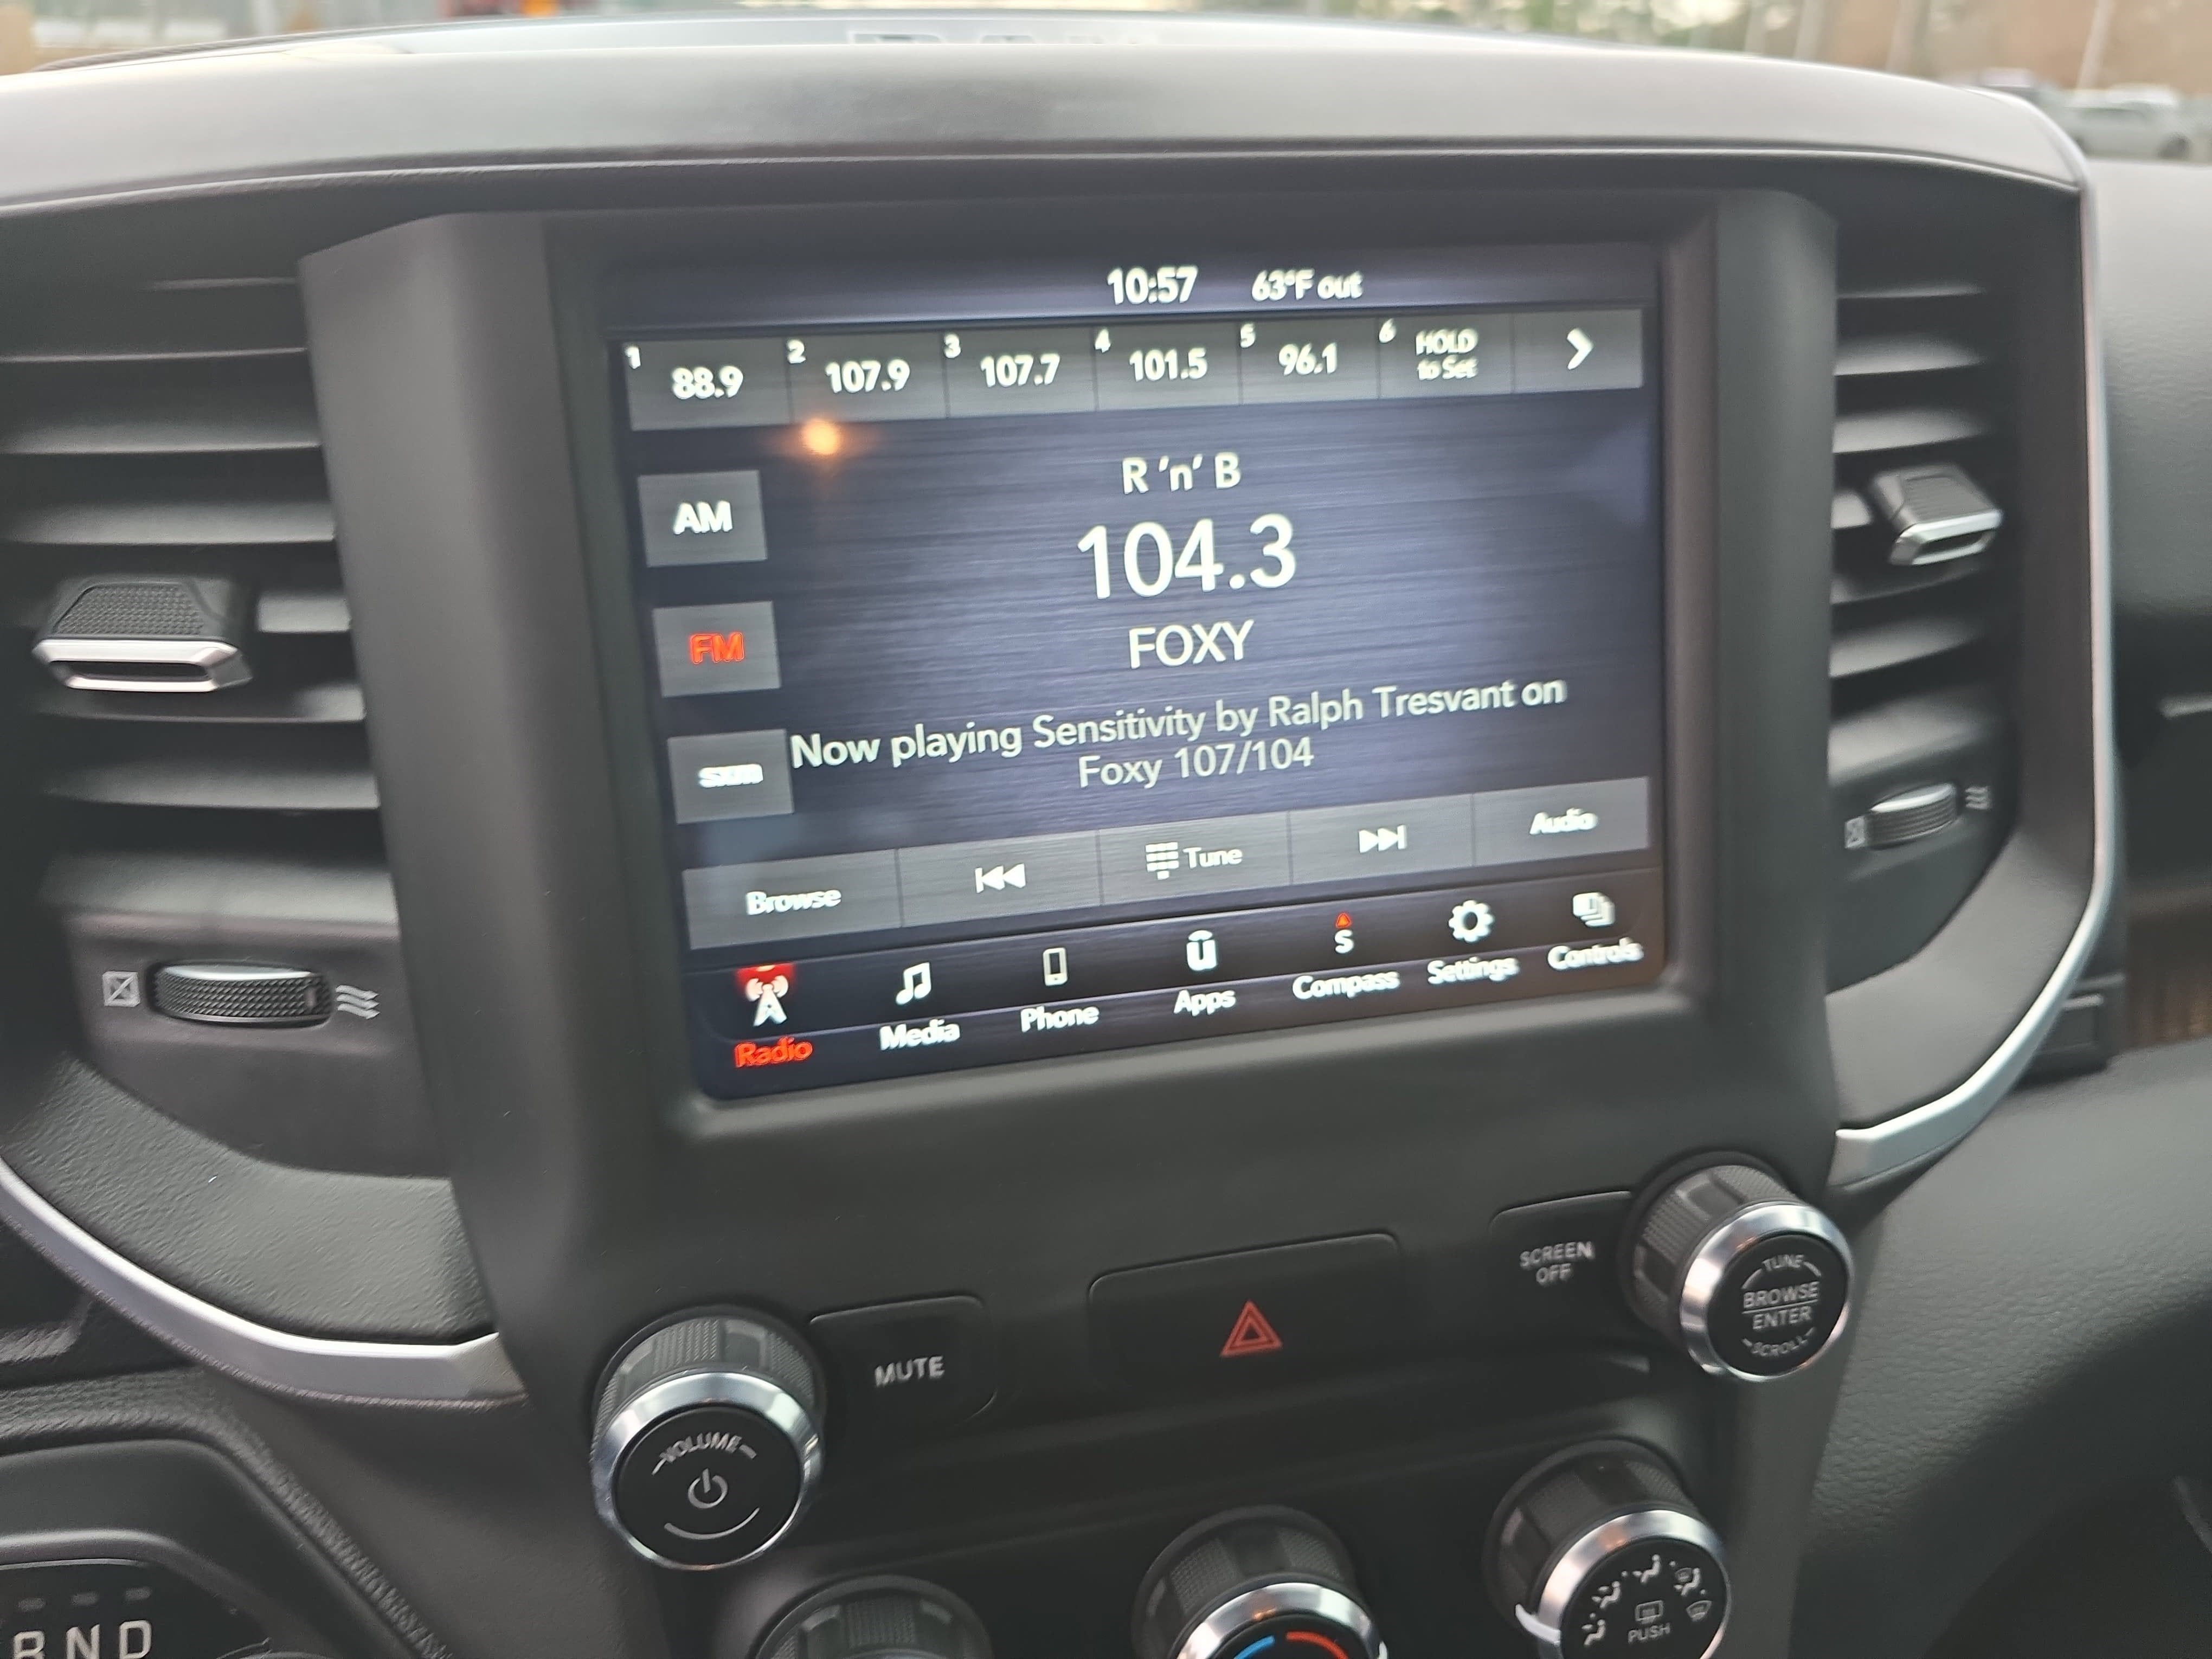 10:57 63°F out
1 88.9 2 107.9 3 107.7 4 101.5 5 96.1 6 HOLD
to Set
R 'n' B
AM
104.3
FM
FOXY
Now playing Sensitivity by Ralph Tresvant on
sxm
Foxy 107/104
Browse Tune Audio
S
Radio Media Phone Apps Compass Settings Controls
SCREEN
OFF
TUNE
BROWSE
ENTER
SCROLL
MUTE
VOLUME
PUSH
R N D